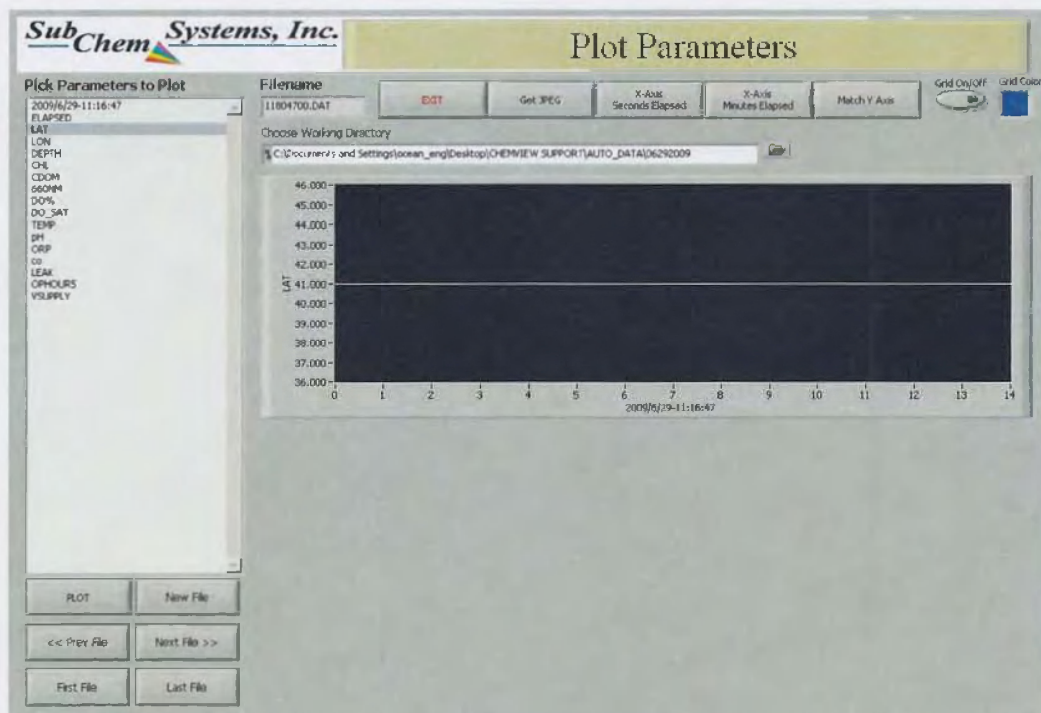 SubChem Systems, Inc.
Plot Parameters
Pick Parameters to Plot
2009/6/29-11:16:47
ELAPSED
LAT
LON
DEPTH
CHL
CDOM
660NM
DO%
DO_SAT
TEMP
pH
ORP
co
LEAK
OPHOURS
VSUPPLY
PLOT
New File
<< Prev File
Next File >>
First File
Last File
Filename
11804700.DAT
EXIT
Get JPEG
X-Axis
Seconds Elapsed
X-Axis
Minutes Elapsed
Match Y Axis
Grid On/Off
Grid Color
Choose Working Directory
C:\Documents and Settings\ocean_eng\Desktop\CHEMVIEW SUPPORT\AUTO_DATA\06292009
LAT
46.000
45.000
44.000
43.000
42.000
41.000
40.000
39.000
38.000
37.000
36.000
0 1 2 3 4 5 6 7 8 9 10 11 12 13 14
2009/6/29-11:16:47